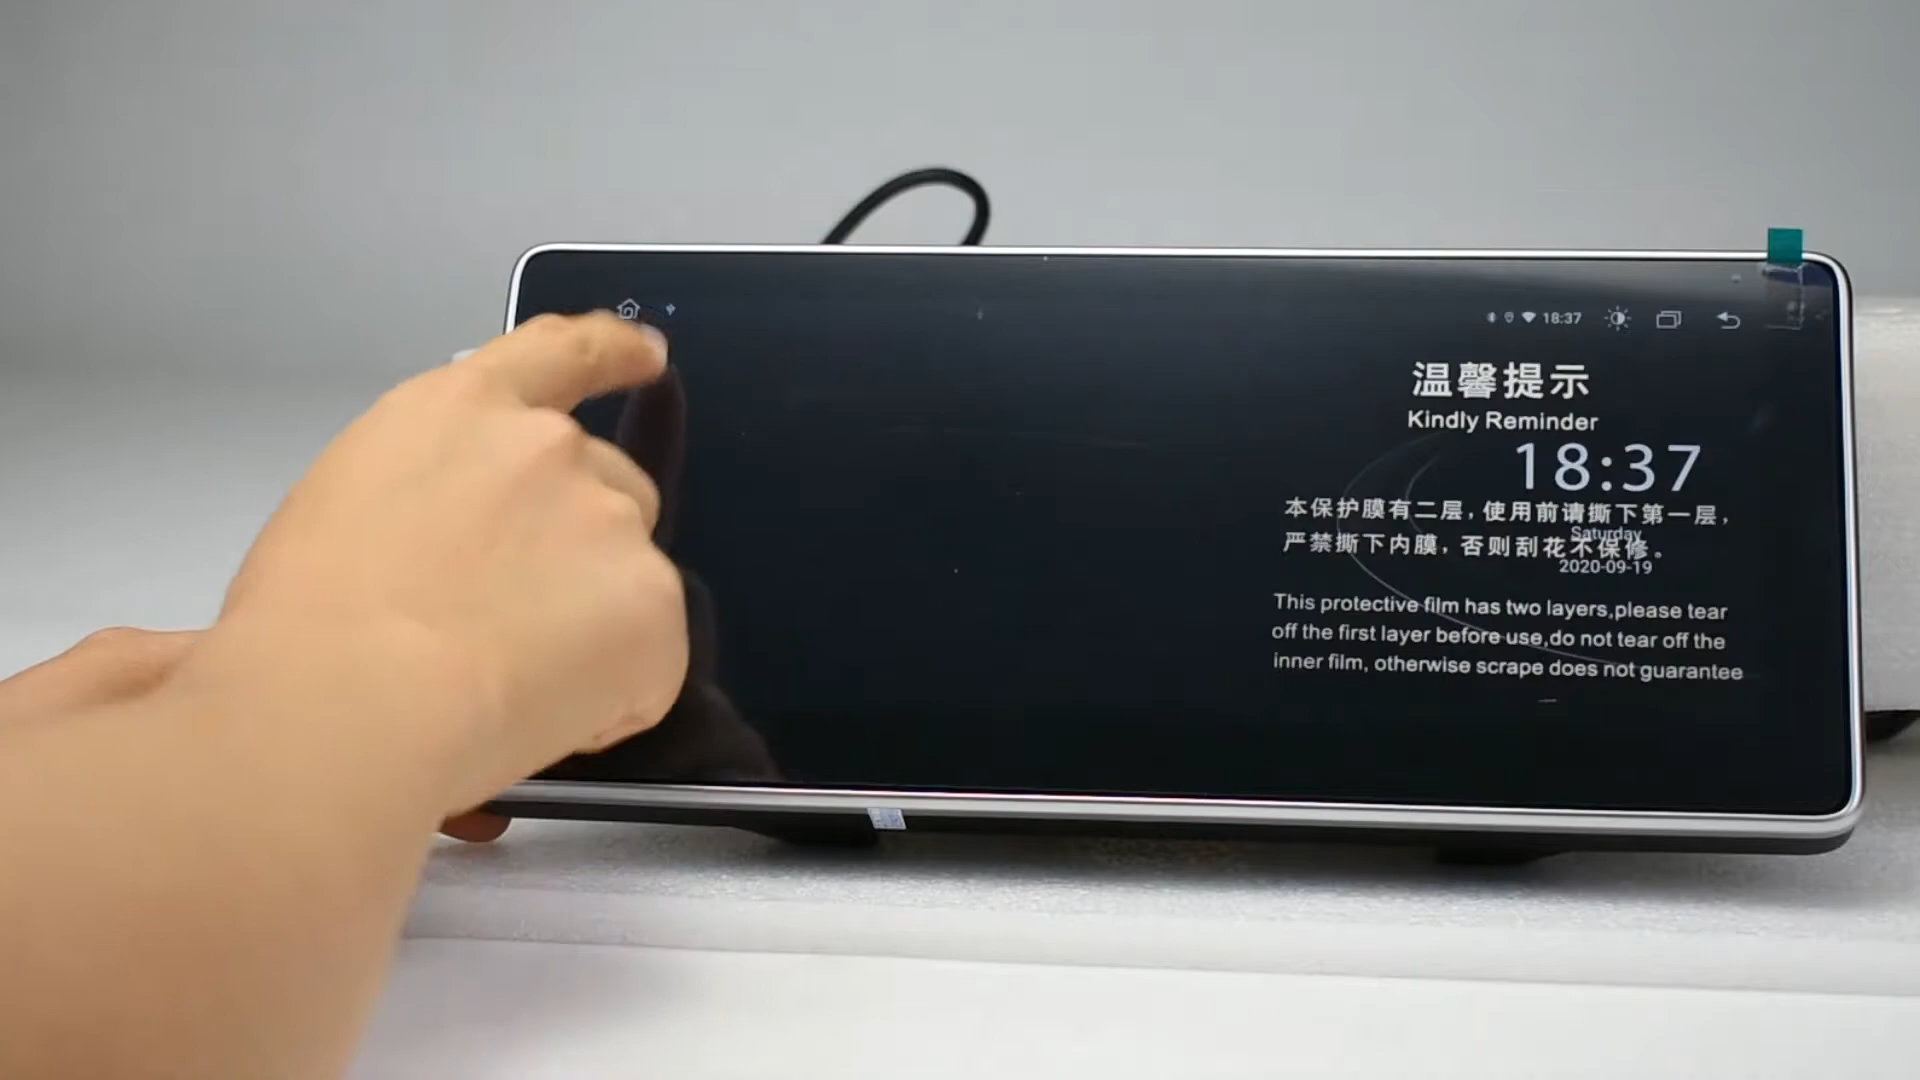 18:37
温馨提示
Kindly Reminder
18:37
本保护膜有二层，使用前请撕下第一层，
Saturday
严禁撕下内膜，否则刮花不保修。
2020-09-19
This protective film has two layers,please tear
off the first layer before use,do not tear off the
inner film, otherwise scrape does not guarantee